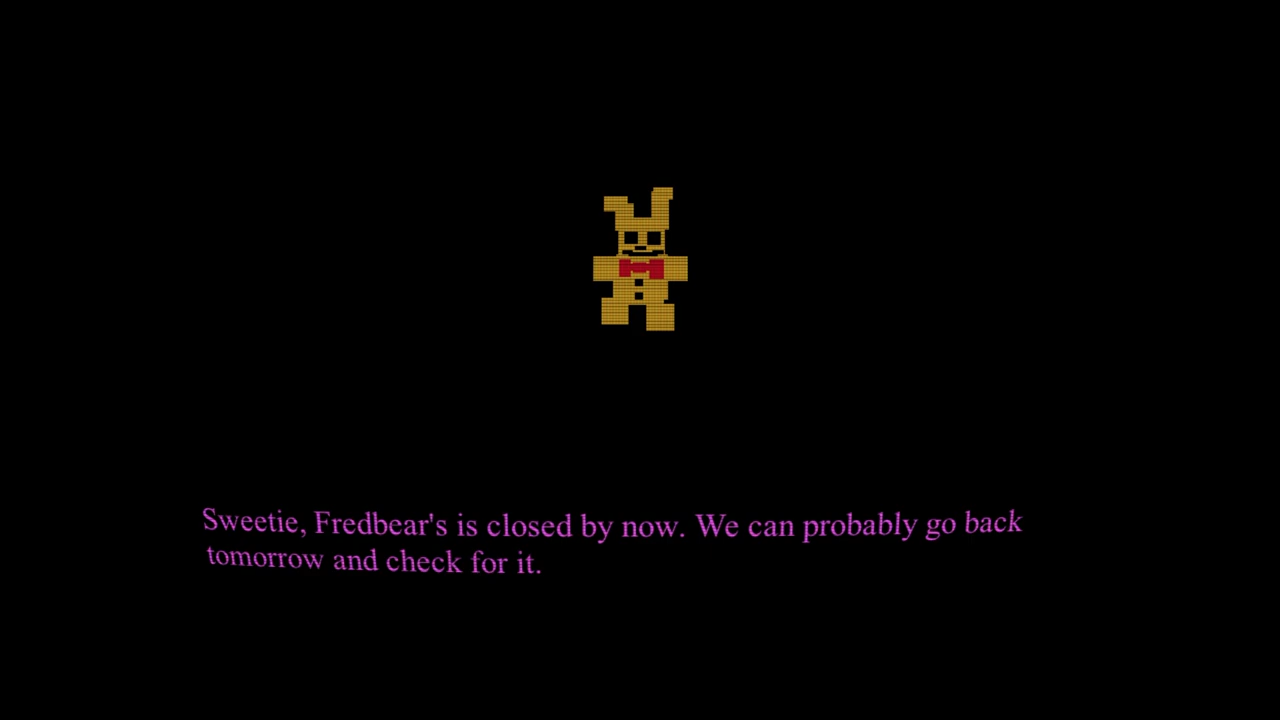 Sweetie, Fredbear's is closed by now. We can probably go back
tomorrow and check for it.